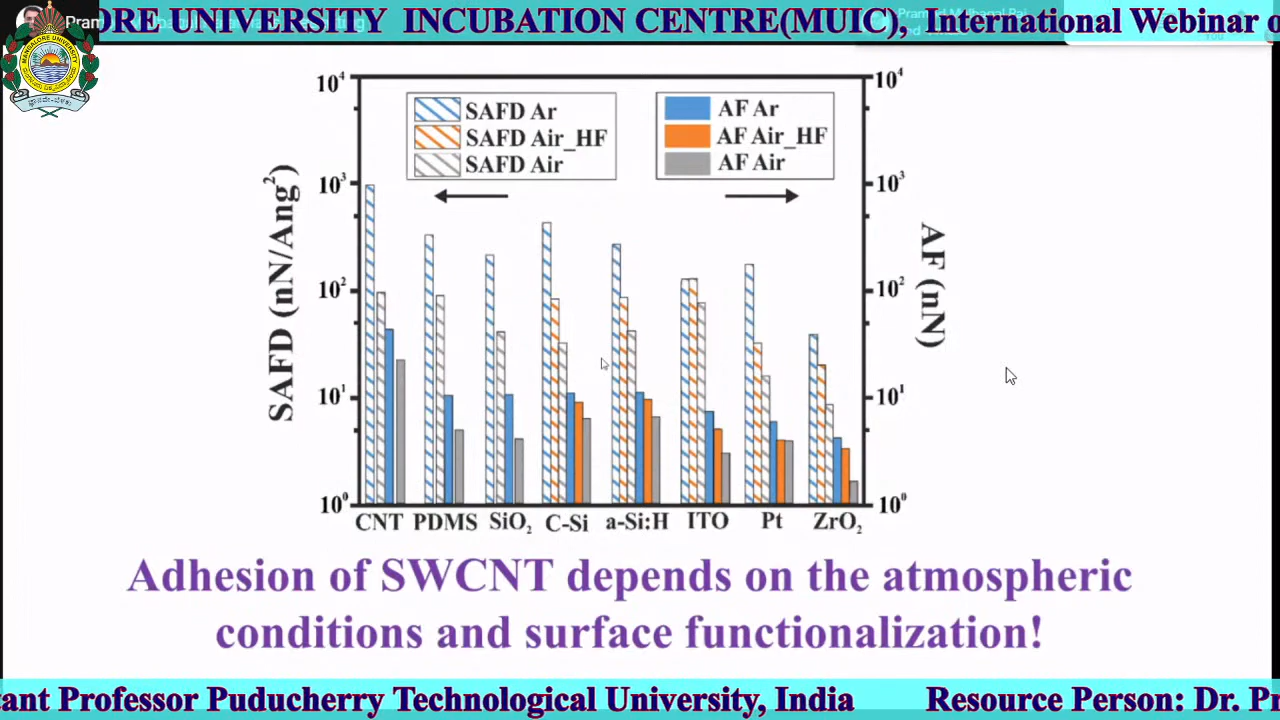 ORE UNIVERSITY INCUBATION CENTRE(MUIC), International Webinar o
MANGALORE UNIVERSITY
10⁴
10³
10²
10¹
10⁰
SAFD (nN/Ang²)
SAFD Ar
SAFD Air_HF
SAFD Air
AF Ar
AF Air_HF
AF Air
10⁴
10³
10²
10¹
10⁰
AF (nN)
CNT PDMS SiO₂ C-Si a-Si:H ITO Pt ZrO₂
Adhesion of SWCNT depends on the atmospheric
conditions and surface functionalization!
tant Professor Puducherry Technological University, India Resource Person: Dr. Pr